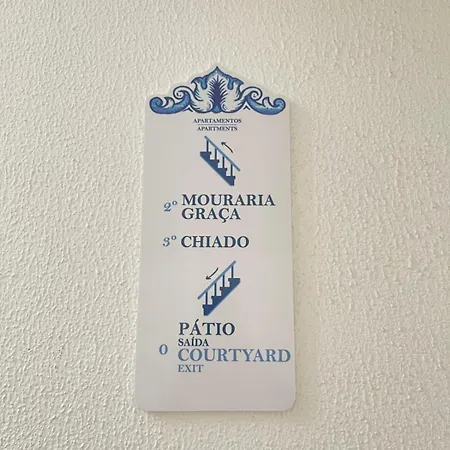 APARTAMENTOS
APARTMENTS
2º MOURARIA
GRAÇA
3º CHIADO
PÁTIO
SAÍDA
0 COURTYARD
EXIT